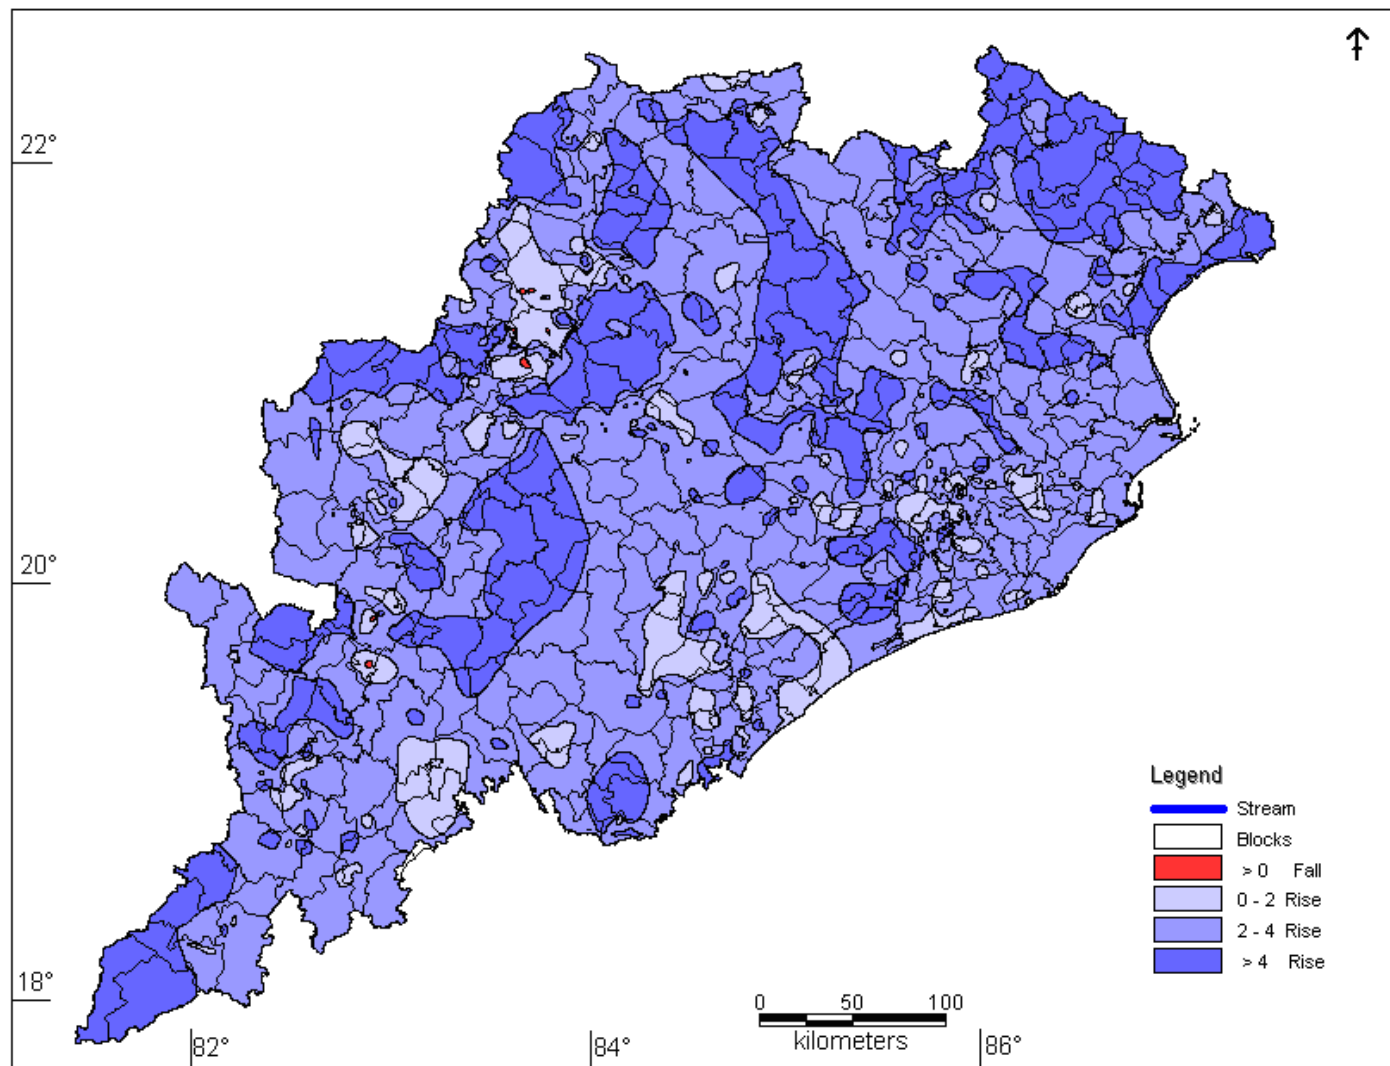 22°
20°
18°
82°
84°
86°
0 50 100
kilometers
Legend
Stream
Blocks
> 0 Fall
0 - 2 Rise
2 - 4 Rise
> 4 Rise